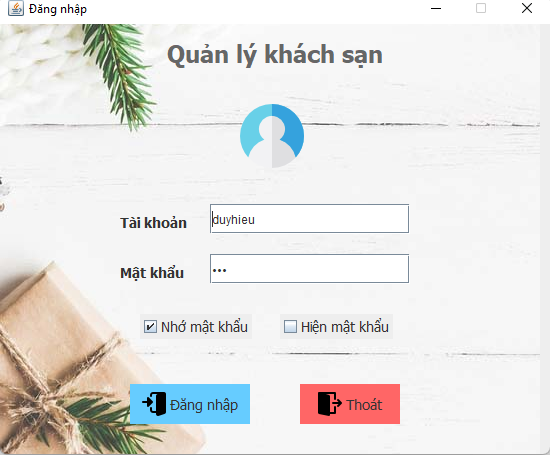 Đăng nhập
Quản lý khách sạn
Tài khoản
duyhieu
Mật khẩu
•••
Nhớ mật khẩu
Hiện mật khẩu
Đăng nhập
Thoát